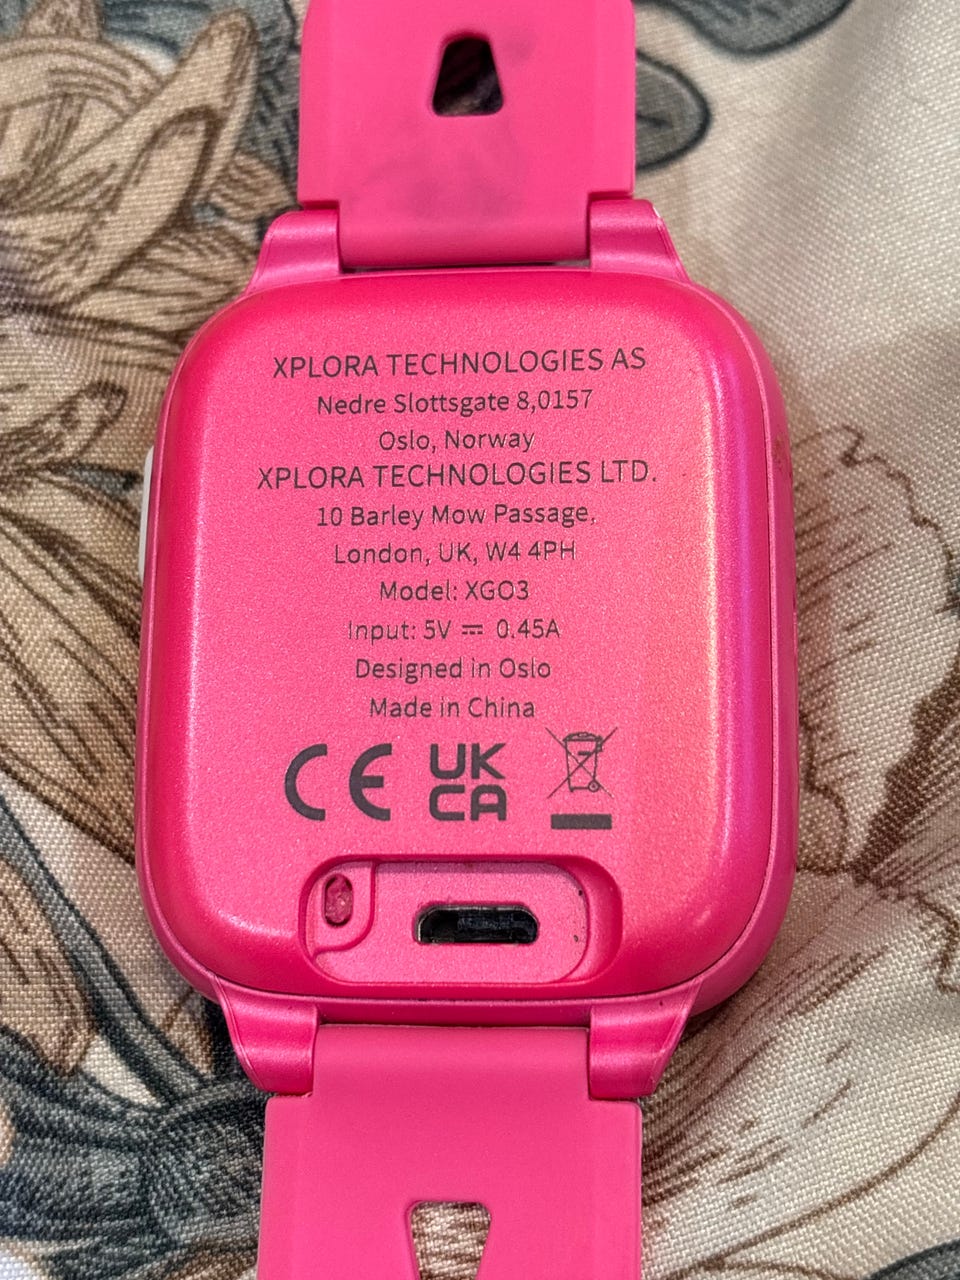 XPLORA TECHNOLOGIES AS
Nedre Slottsgate 8,0157
Oslo, Norway
XPLORA TECHNOLOGIES LTD.
10 Barley Mow Passage,
London, UK, W4 4PH
Model: XGO3
Input: 5V ⎓ 0.45A
Designed in Oslo
Made in China
CE UK
CA